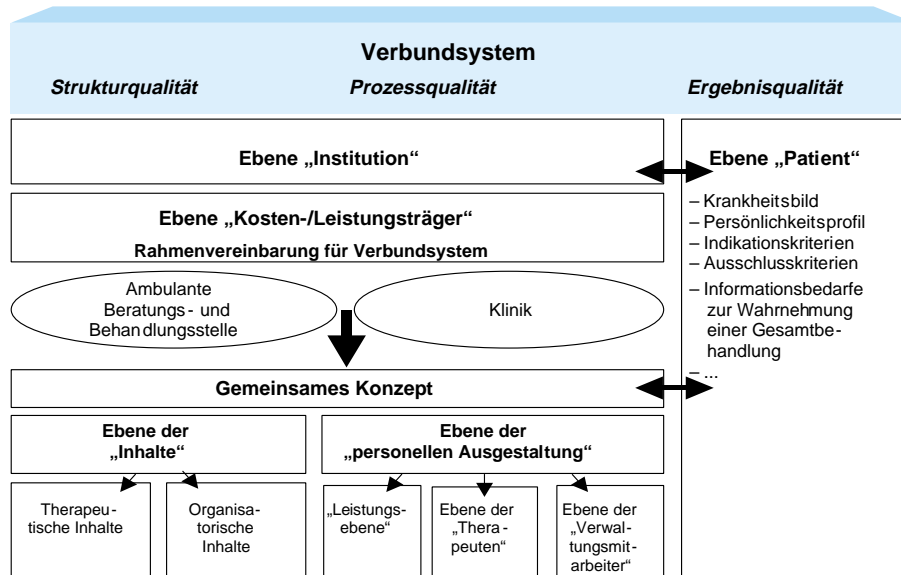 Verbundsystem
Strukturqualität
Prozessqualität
Ergebnisqualität
Ebene „Institution“
Ebene „Kosten-/Leistungsträger“
Rahmenvereinbarung für Verbundsystem
Ambulante
Beratungs- und
Behandlungsstelle
Klinik
Gemeinsames Konzept
Ebene der
„Inhalte“
Ebene der
„personellen Ausgestaltung“
Therapeu-
tische Inhalte
Organisa-
torische
Inhalte
„Leistungs-
ebene“
Ebene der
„Thera-
peuten“
Ebene der
„Verwal-
tungsmit-
arbeiter“
Ebene „Patient“
– Krankheitsbild
– Persönlichkeitsprofil
– Indikationskriterien
– Ausschlusskriterien
– Informationsbedarfe
zur Wahrnehmung
einer Gesamtbe-
handlung
– ...